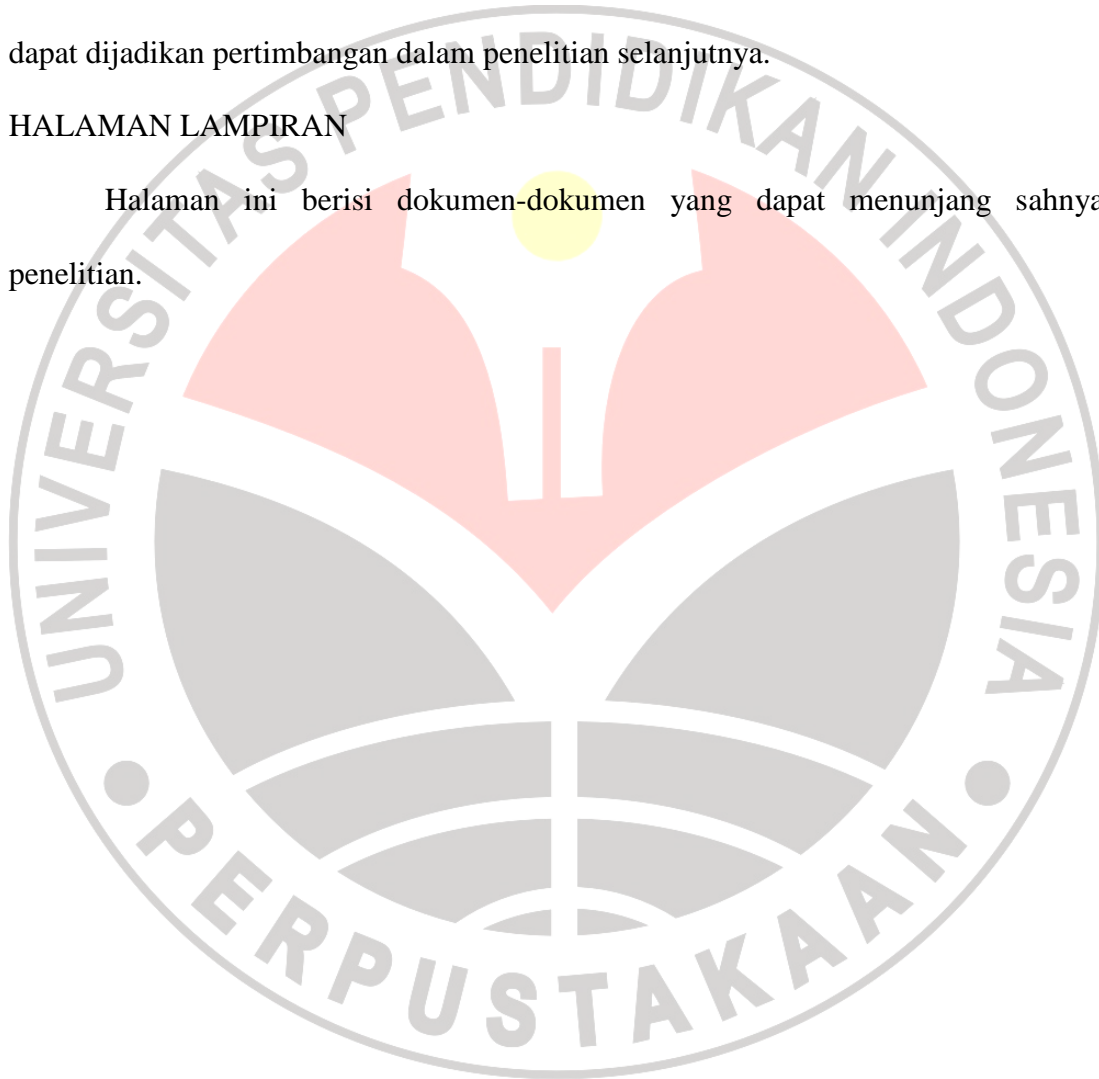 dapat dijadikan pertimbangan dalam penelitian selanjutnya.
HALAMAN LAMPIRAN
Halaman ini berisi dokumen-dokumen yang dapat menunjang sahnya
penelitian.
UNIVERSITAS PENDIDIKAN INDONESIA
PERPUSTAKAAN